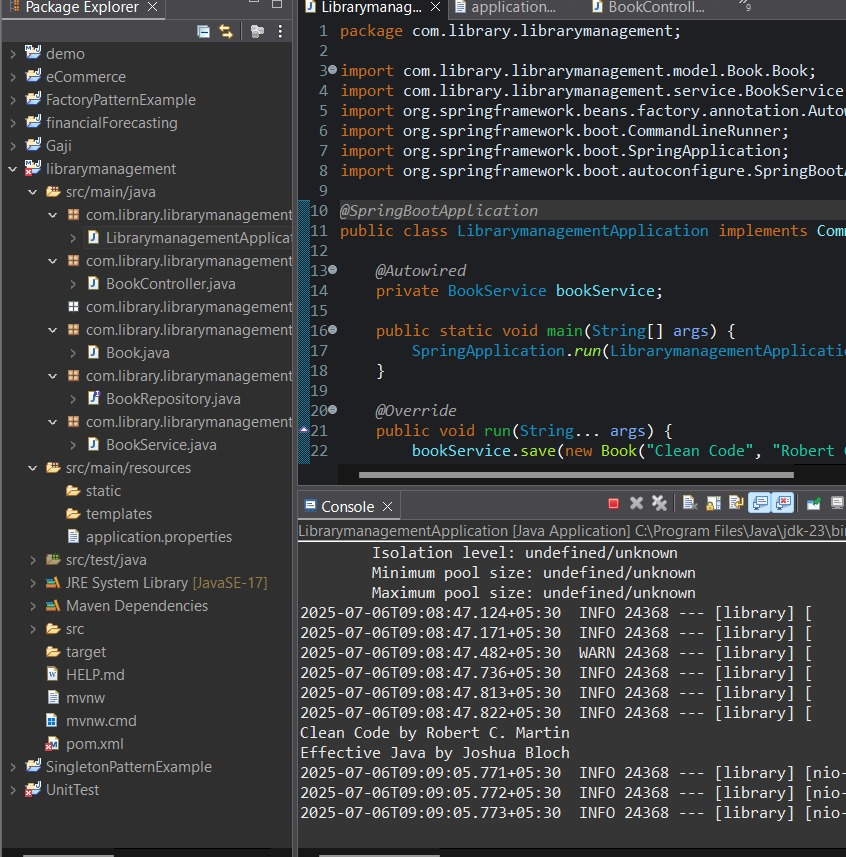 Package Explorer
demo
eCommerce
FactoryPatternExample
financialForecasting
Gaji
librarymanagement
src/main/java
com.library.librarymanagement
LibrarymanagementApplicat
com.library.librarymanagement
BookController.java
com.library.librarymanagement
com.library.librarymanagement
Book.java
com.library.librarymanagement
BookRepository.java
com.library.librarymanagement
BookService.java
src/main/resources
static
templates
application.properties
src/test/java
JRE System Library [JavaSE-17]
Maven Dependencies
src
target
HELP.md
mvnw
mvnw.cmd
pom.xml
SingletonPatternExample
UnitTest
Librarymanag... application... BookControll... 9
1 package com.library.librarymanagement;
2
3 import com.library.librarymanagement.model.Book.Book;
4 import com.library.librarymanagement.service.BookService
5 import org.springframework.beans.factory.annotation.Autow
6 import org.springframework.boot.CommandLineRunner;
7 import org.springframework.boot.SpringApplication;
8 import org.springframework.boot.autoconfigure.SpringBootA
9
10 @SpringBootApplication
11 public class LibrarymanagementApplication implements Comm
12
13 @Autowired
14 private BookService bookService;
15
16 public static void main(String[] args) {
17 SpringApplication.run(LibrarymanagementApplicatio
18 }
19
20 @Override
21 public void run(String... args) {
22 bookService.save(new Book("Clean Code", "Robert C
Console
LibrarymanagementApplication [Java Application] C:\Program Files\Java\jdk-23\bin
Isolation level: undefined/unknown
Minimum pool size: undefined/unknown
Maximum pool size: undefined/unknown
2025-07-06T09:08:47.124+05:30 INFO 24368 --- [library] [
2025-07-06T09:08:47.171+05:30 INFO 24368 --- [library] [
2025-07-06T09:08:47.482+05:30 WARN 24368 --- [library] [
2025-07-06T09:08:47.736+05:30 INFO 24368 --- [library] [
2025-07-06T09:08:47.813+05:30 INFO 24368 --- [library] [
2025-07-06T09:08:47.822+05:30 INFO 24368 --- [library] [
Clean Code by Robert C. Martin
Effective Java by Joshua Bloch
2025-07-06T09:09:05.771+05:30 INFO 24368 --- [library] [nio-
2025-07-06T09:09:05.772+05:30 INFO 24368 --- [library] [nio-
2025-07-06T09:09:05.773+05:30 INFO 24368 --- [library] [nio-